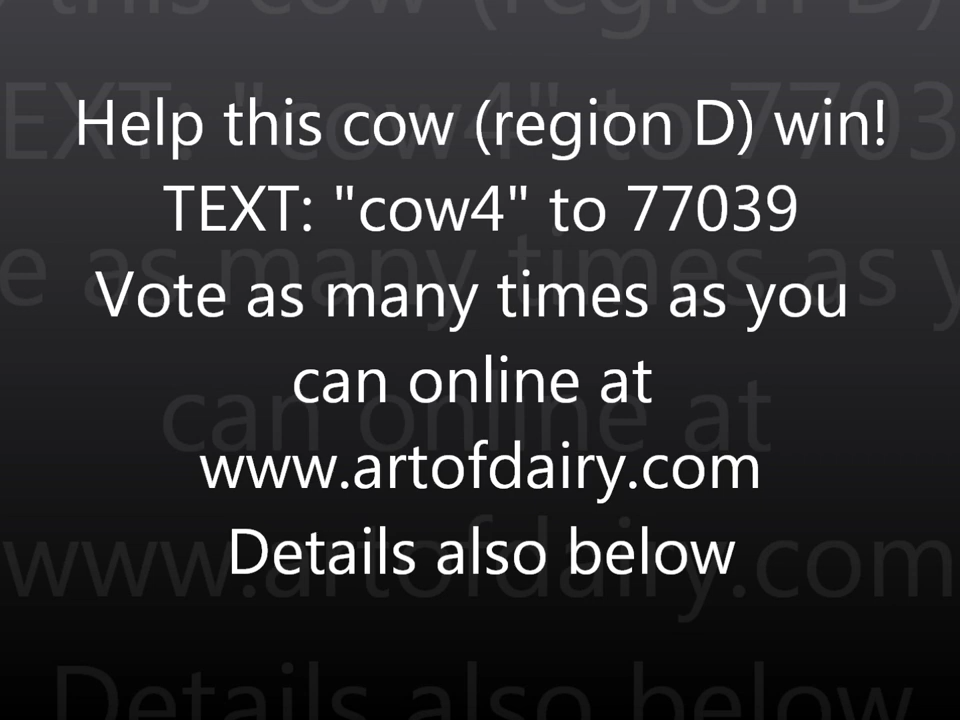 Help this cow (region D) win!
TEXT: "cow4" to 77039
Vote as many times as you
can online at
www.artofdairy.com
Details also below